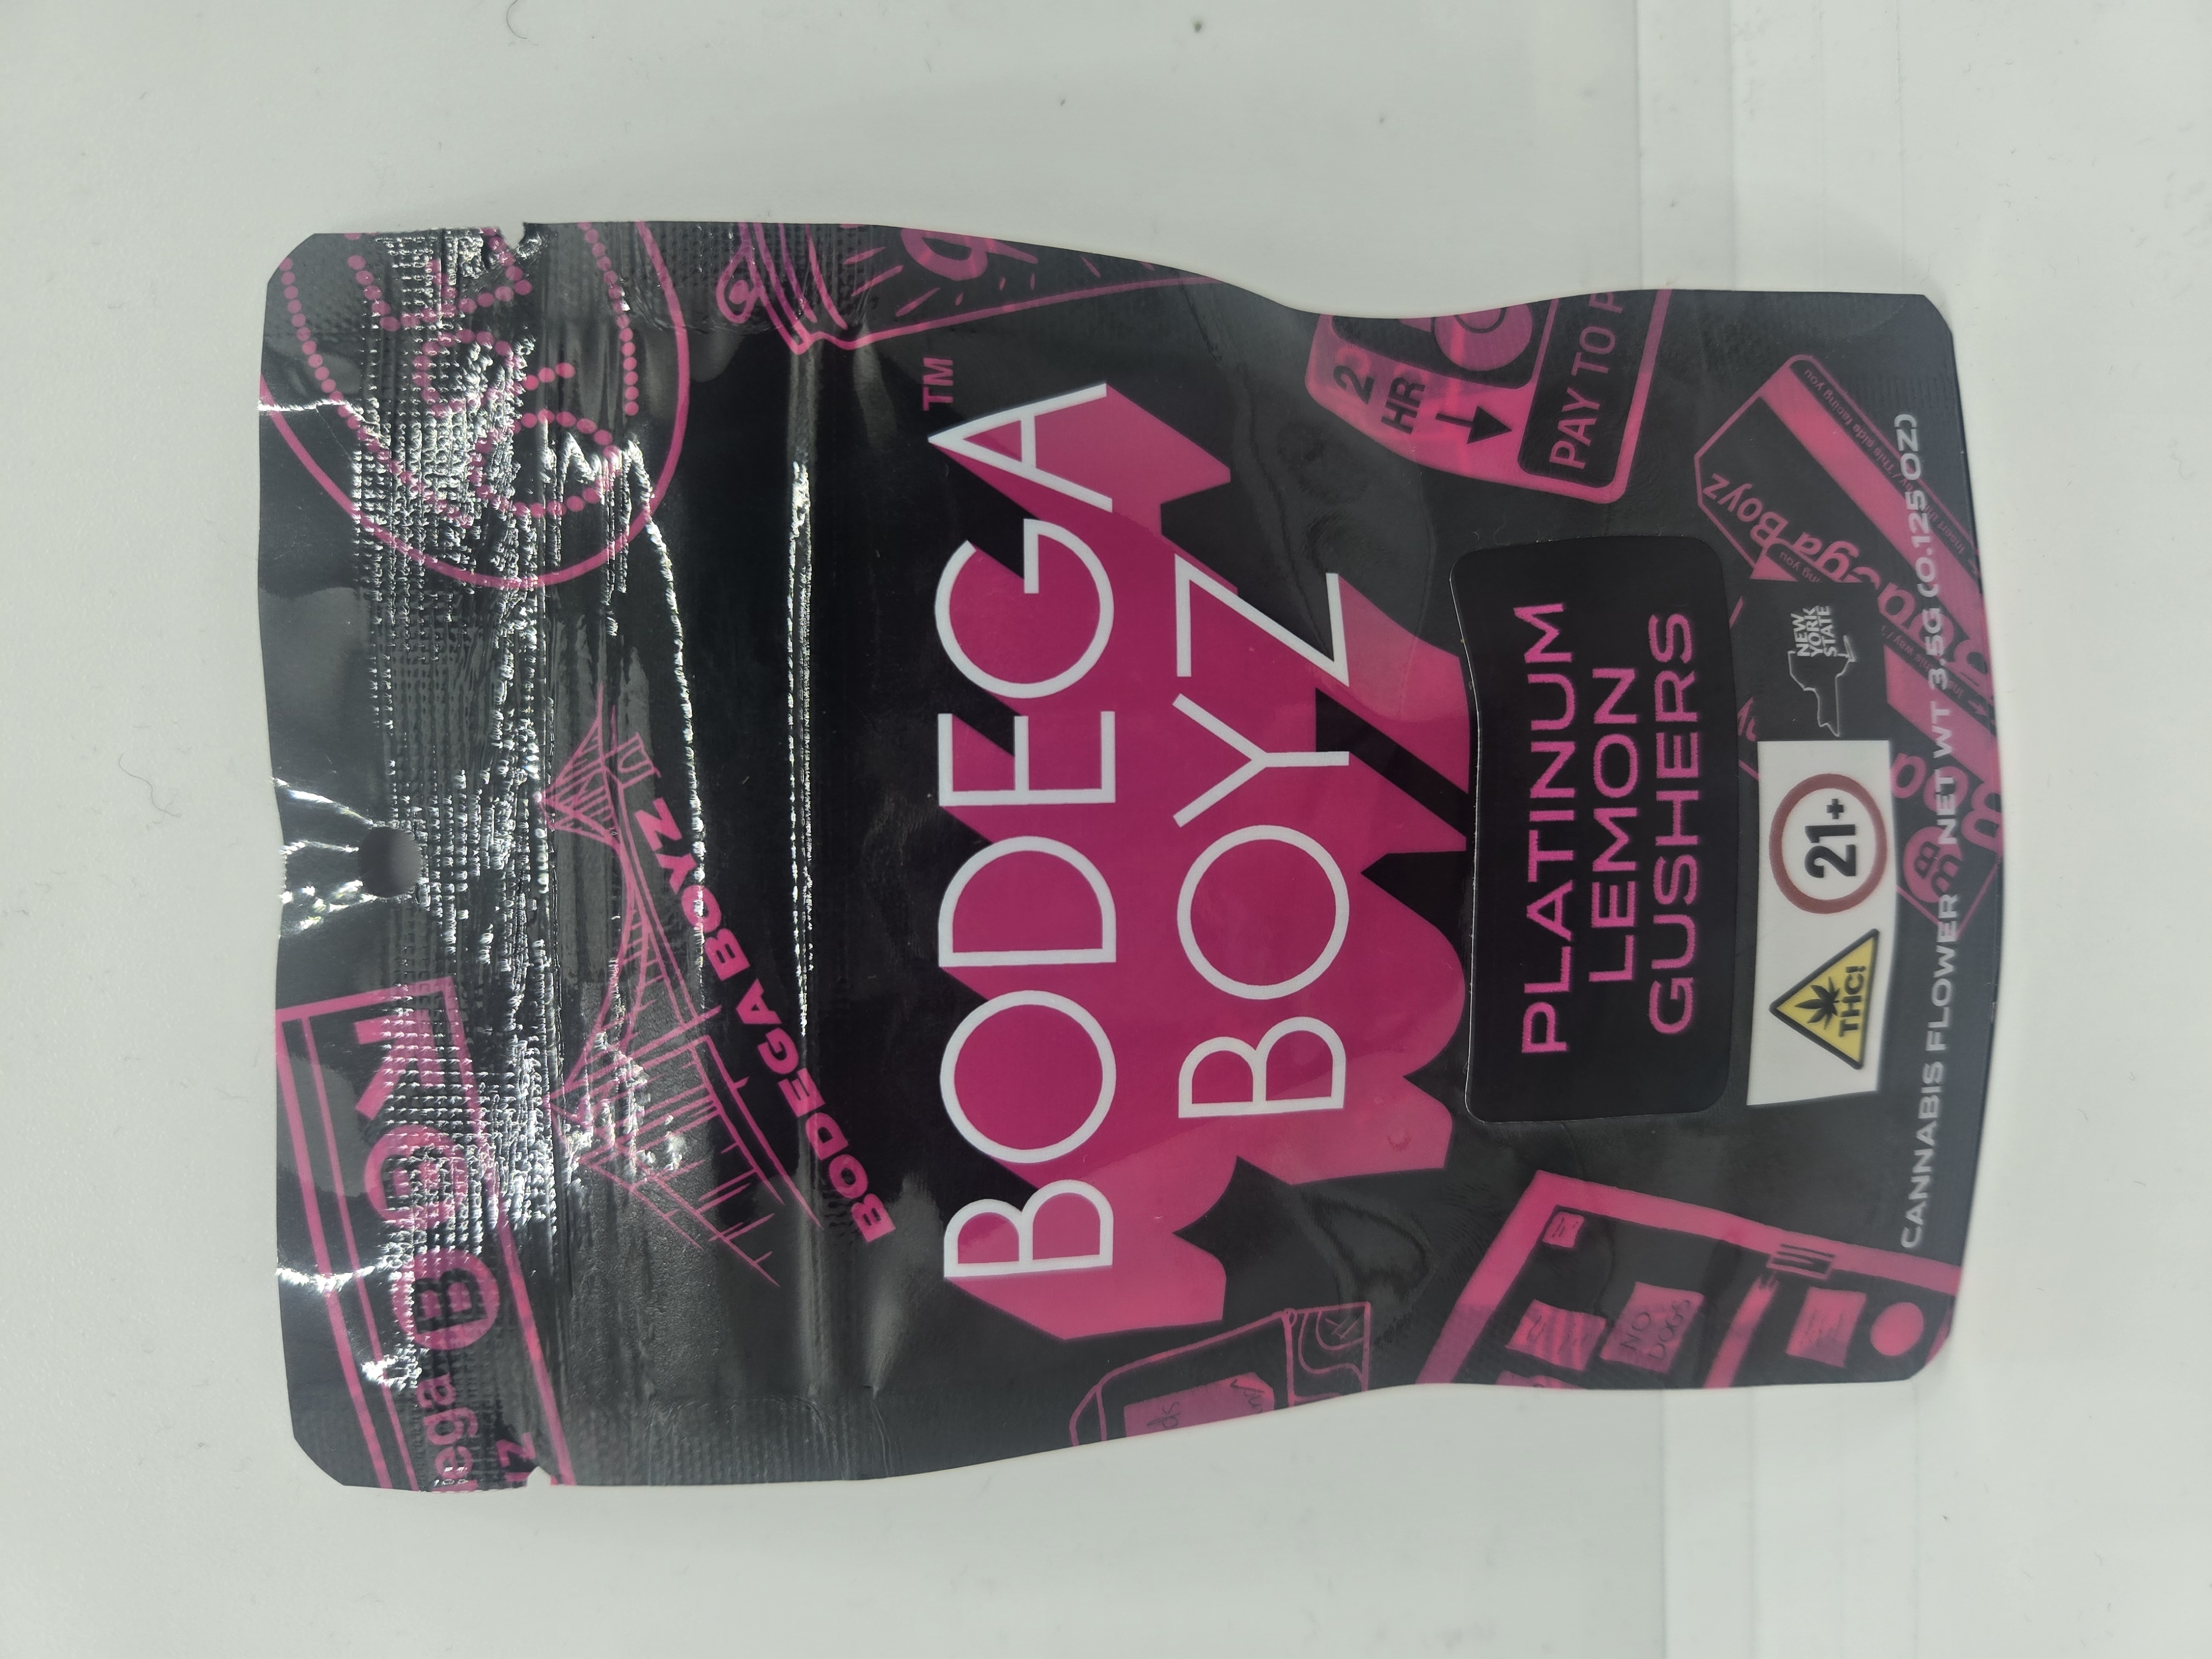 BODEGA BOYZ
BODEGA
BOYZ
TM
2
HR
PAY TO P
PLATINUM
LEMON
GUSHERS
THC!
21+
NEW
YORK
STATE
Boyz
NO
DOGS
CANNABIS FLOWER NET WT 3.5G (0.125 OZ)